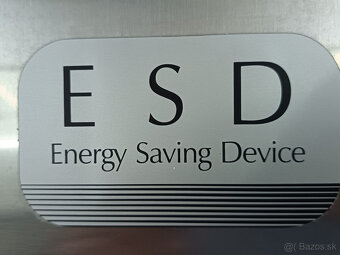 E S D
Energy Saving Device
Bazos.sk